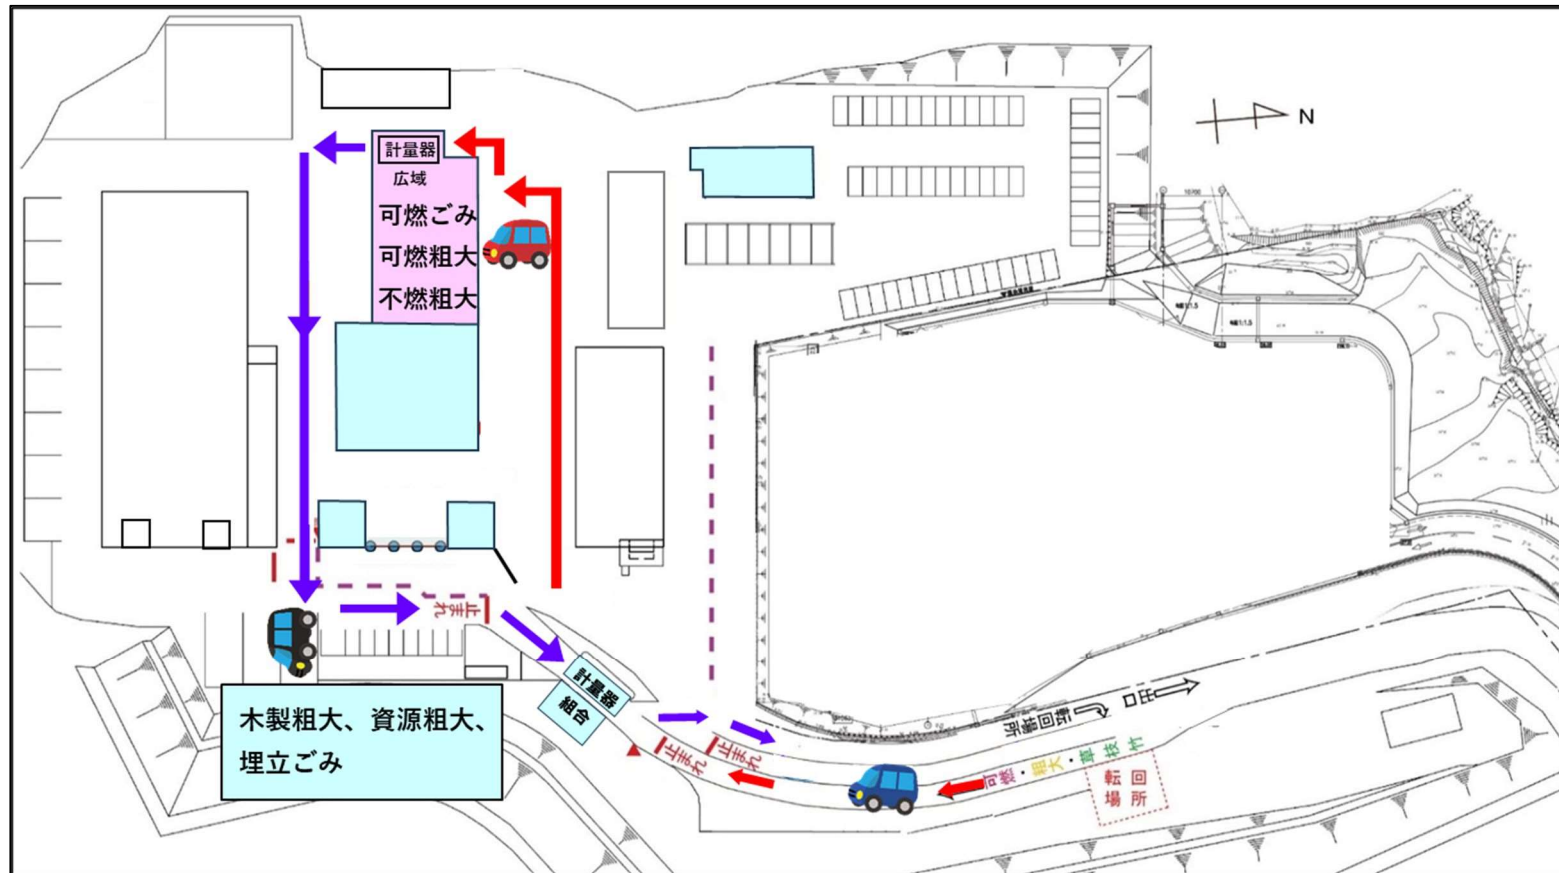 計量器
広域
可燃ごみ
可燃粗大
不燃粗大
N
10700
止まれ
計量器
組合
木製粗大、資源粗大、
埋立ごみ
止まれ
止まれ
転回場所
出口
可燃・粗大・草枝竹
転回
場所